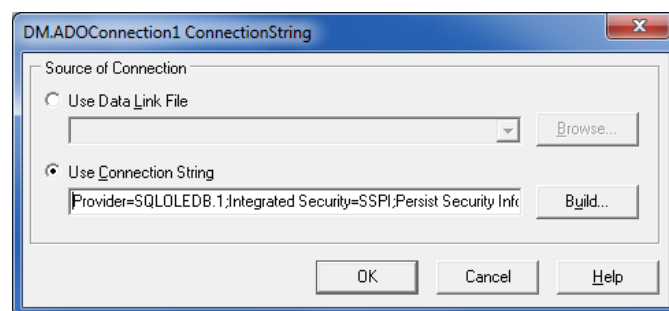 DM.ADOConnection1 ConnectionString
Source of Connection
Use Data Link File
Browse...
Use Connection String
Provider=SQLOLEDB.1;Integrated Security=SSPI;Persist Security Info
Build...
OK Cancel Help